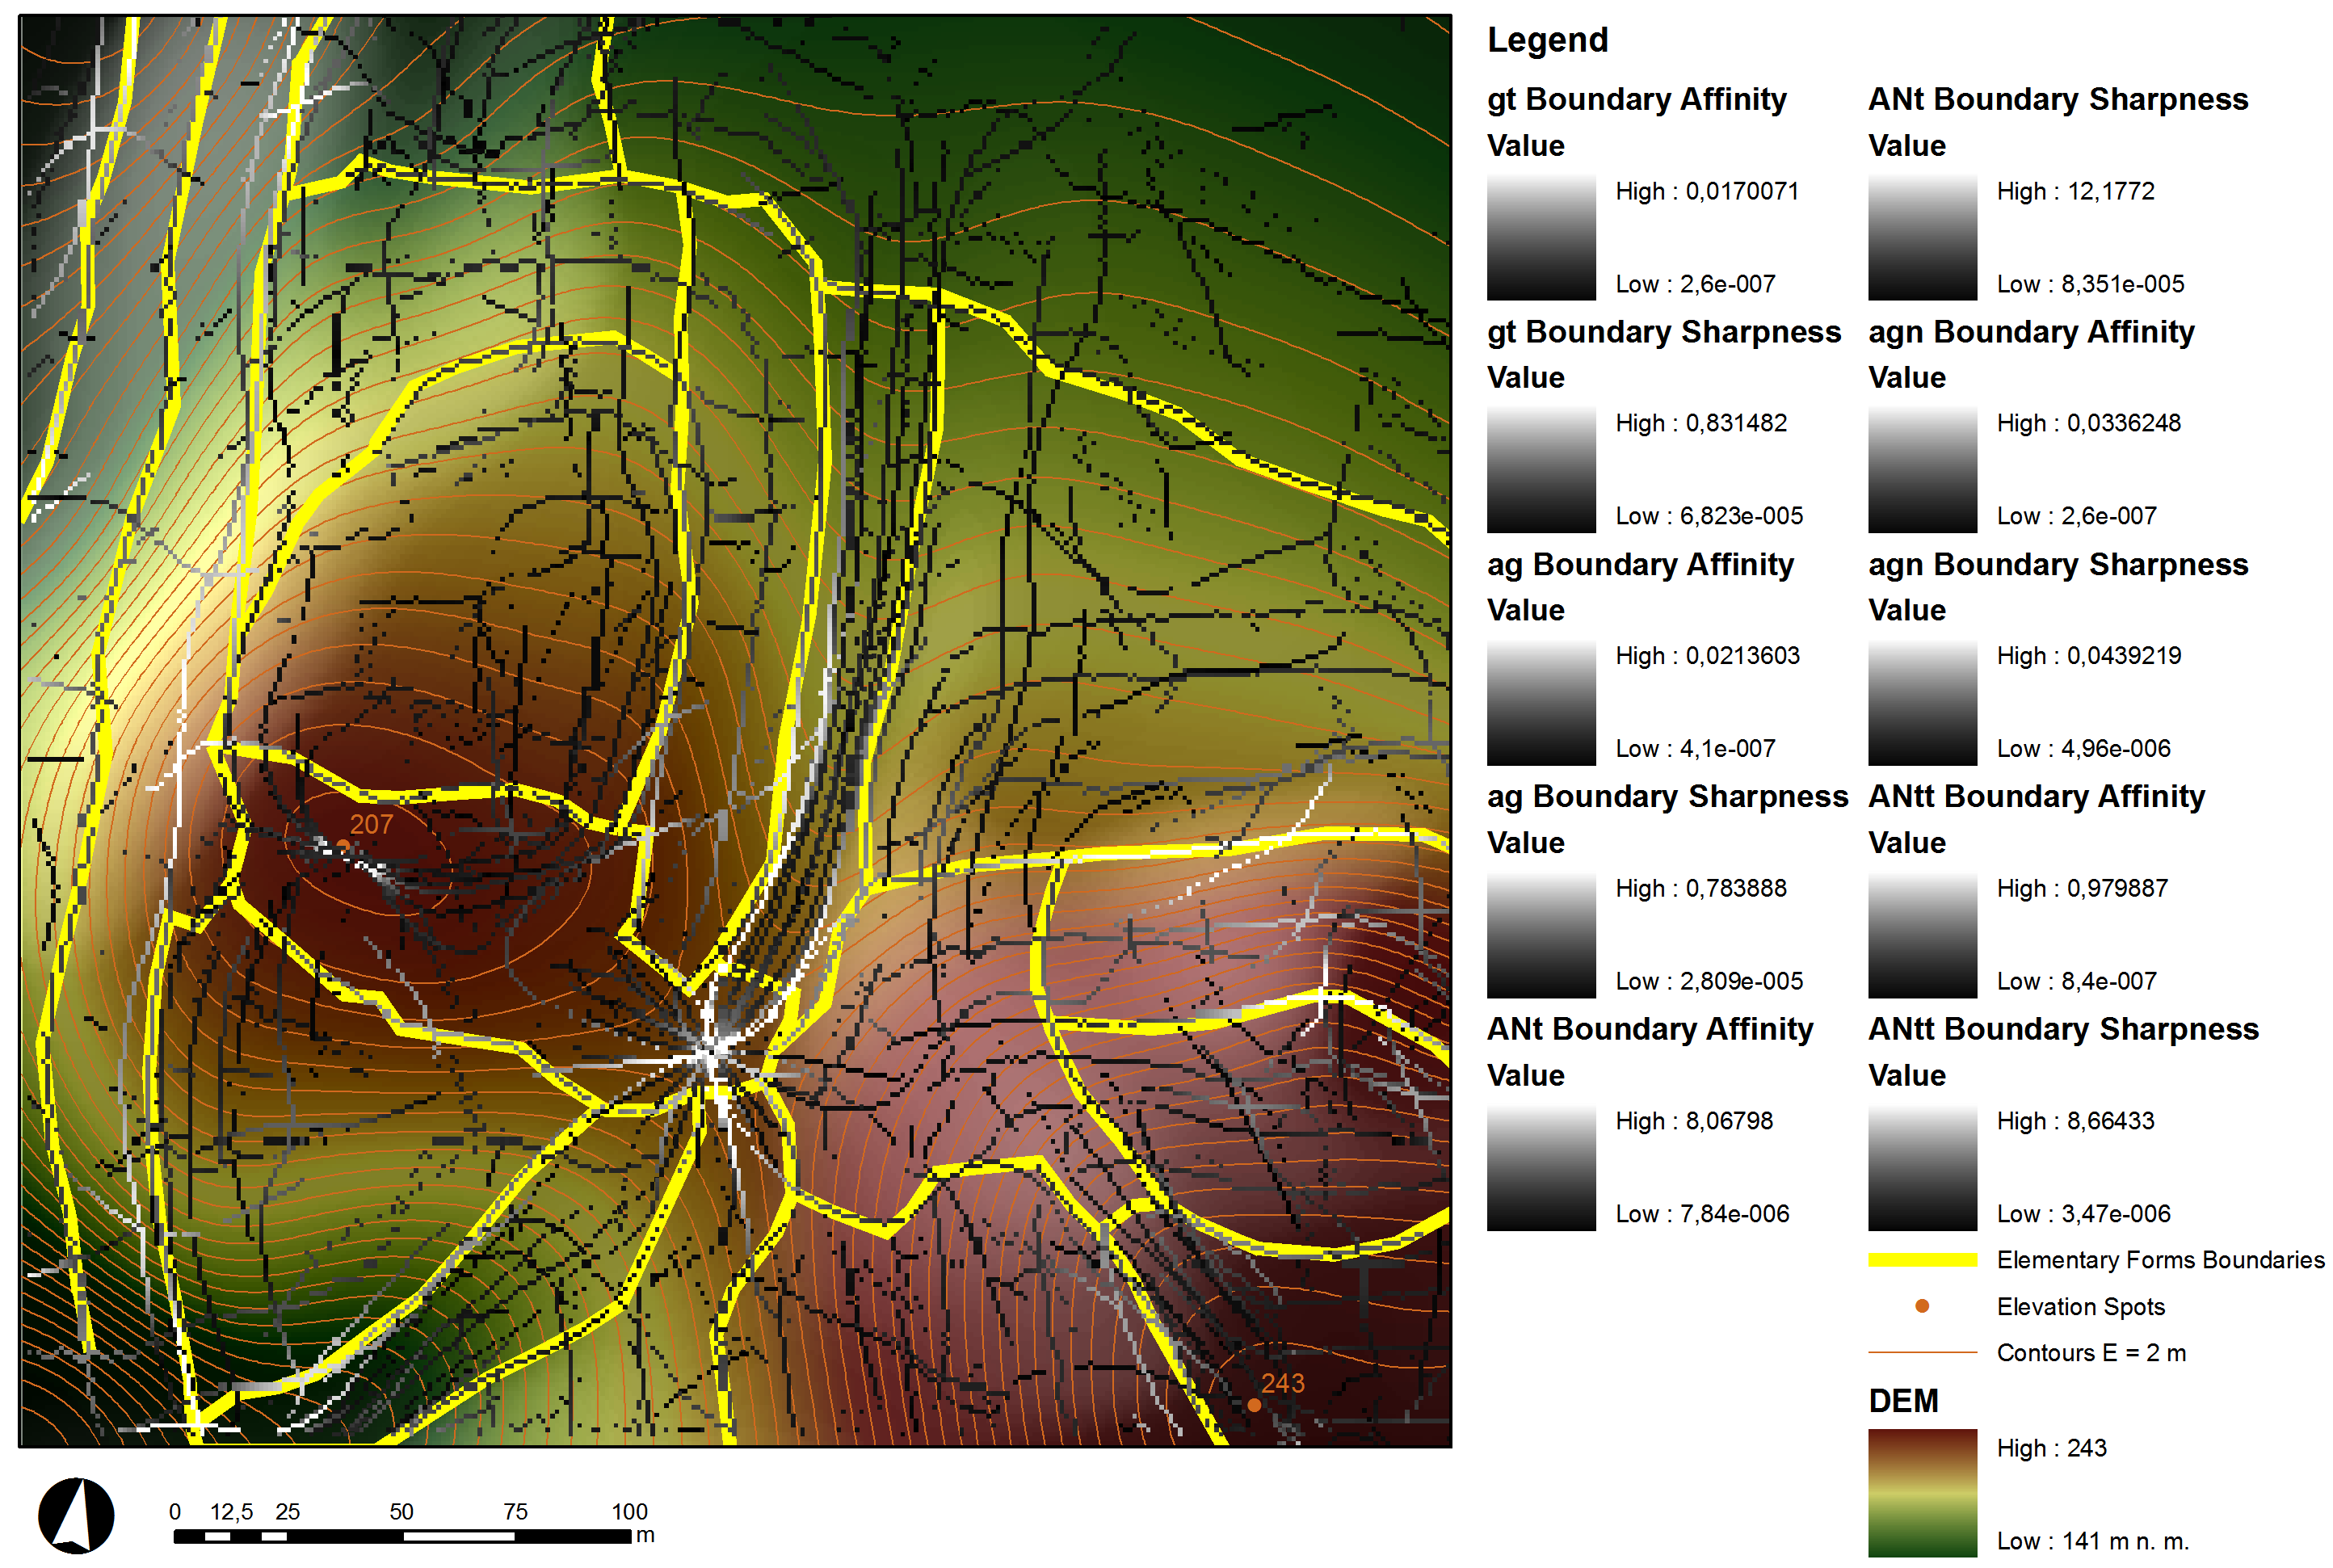 207
243
0 12,5 25 50 75 100
m
Legend
gt Boundary Affinity
Value
High : 0,0170071
Low : 2,6e-007
gt Boundary Sharpness
Value
High : 0,831482
Low : 6,823e-005
ag Boundary Affinity
Value
High : 0,0213603
Low : 4,1e-007
ag Boundary Sharpness
Value
High : 0,783888
Low : 2,809e-005
ANt Boundary Affinity
Value
High : 8,06798
Low : 7,84e-006
ANt Boundary Sharpness
Value
High : 12,1772
Low : 8,351e-005
agn Boundary Affinity
Value
High : 0,0336248
Low : 2,6e-007
agn Boundary Sharpness
Value
High : 0,0439219
Low : 4,96e-006
ANtt Boundary Affinity
Value
High : 0,979887
Low : 8,4e-007
ANtt Boundary Sharpness
Value
High : 8,66433
Low : 3,47e-006
Elementary Forms Boundaries
Elevation Spots
Contours E = 2 m
DEM
High : 243
Low : 141 m n. m.